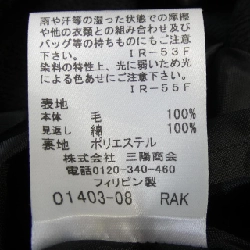 雨や汗等の湿った状態での摩擦
や他の衣類との組み合わせ及び
バッグ等の持ちものにもご注意
下さい。 IR-53F
染料の特性上、光に弱いため光
による色あせにご注意下さい。
IR-55F
表地
本体 毛 100%
見返し 綿 100%
裏地 ポリエステル
株式会社 三陽商会
電話0120-340-460
フィリピン製
01403-08 RAK